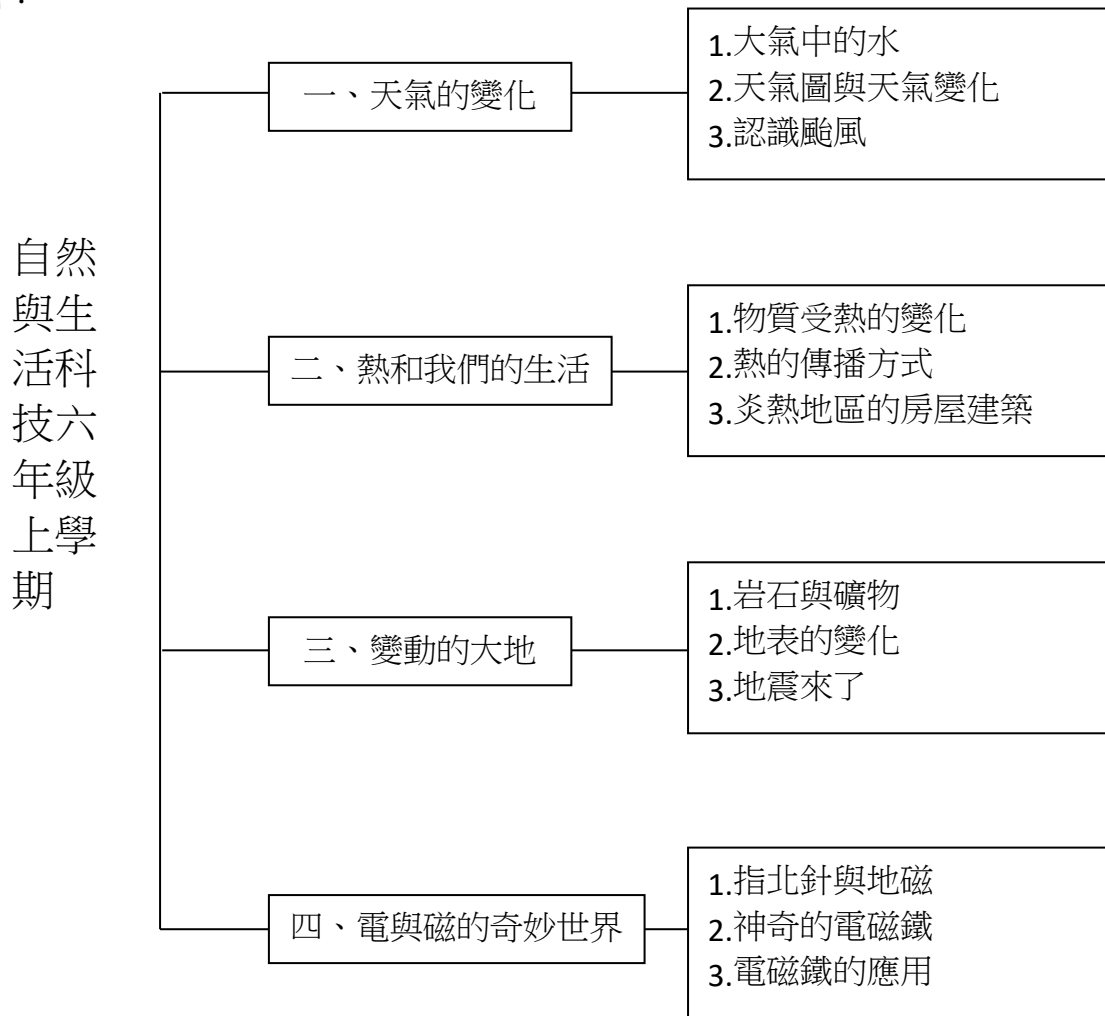 自然
與生
活科
技六
年級
上學
期
一、天氣的變化
1.大氣中的水
2.天氣圖與天氣變化
3.認識颱風
二、熱和我們的生活
1.物質受熱的變化
2.熱的傳播方式
3.炎熱地區的房屋建築
三、變動的大地
1.岩石與礦物
2.地表的變化
3.地震來了
四、電與磁的奇妙世界
1.指北針與地磁
2.神奇的電磁鐵
3.電磁鐵的應用